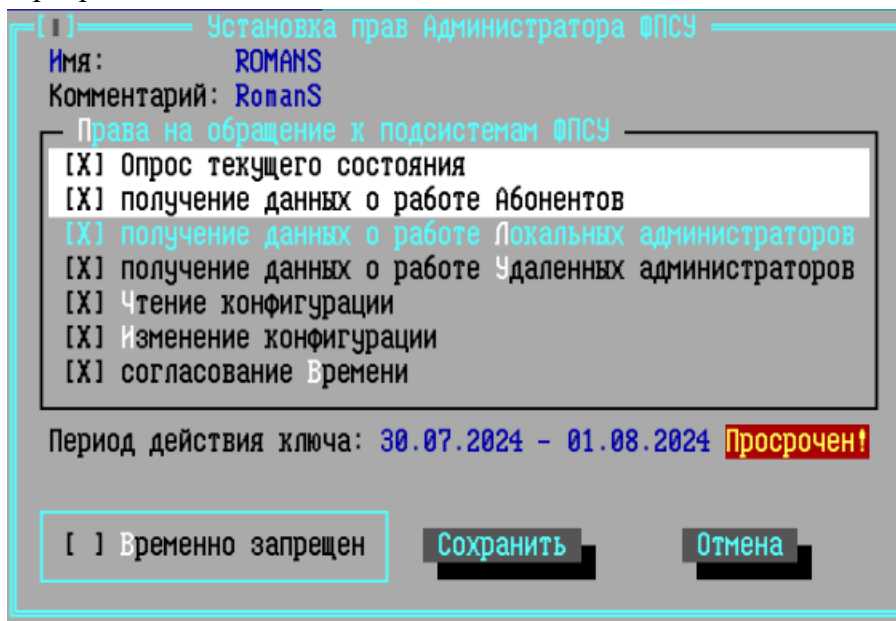 [ ] Установка прав Администратора ФПСУ
Имя: ROMANS
Комментарий: RomanS
Права на обращение к подсистемам ФПСУ
[X] Опрос текущего состояния
[X] получение данных о работе Абонентов
[X] получение данных о работе Локальных администраторов
[X] получение данных о работе Удаленных администраторов
[X] Чтение конфигурации
[X] Изменение конфигурации
[X] согласование Времени
Период действия ключа: 30.07.2024 - 01.08.2024 Просрочен!
[ ] Временно запрещен Сохранить Отмена